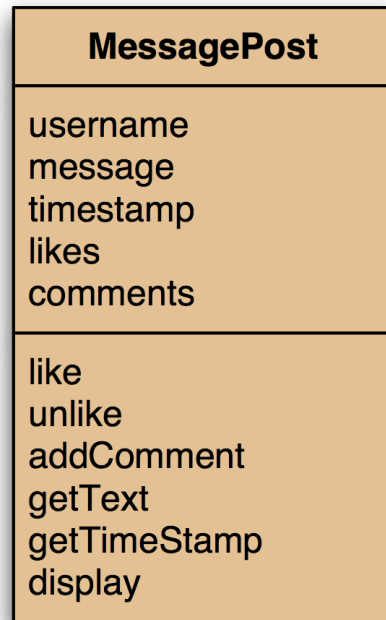 MessagePost
username
message
timestamp
likes
comments
like
unlike
addComment
getText
getTimeStamp
display